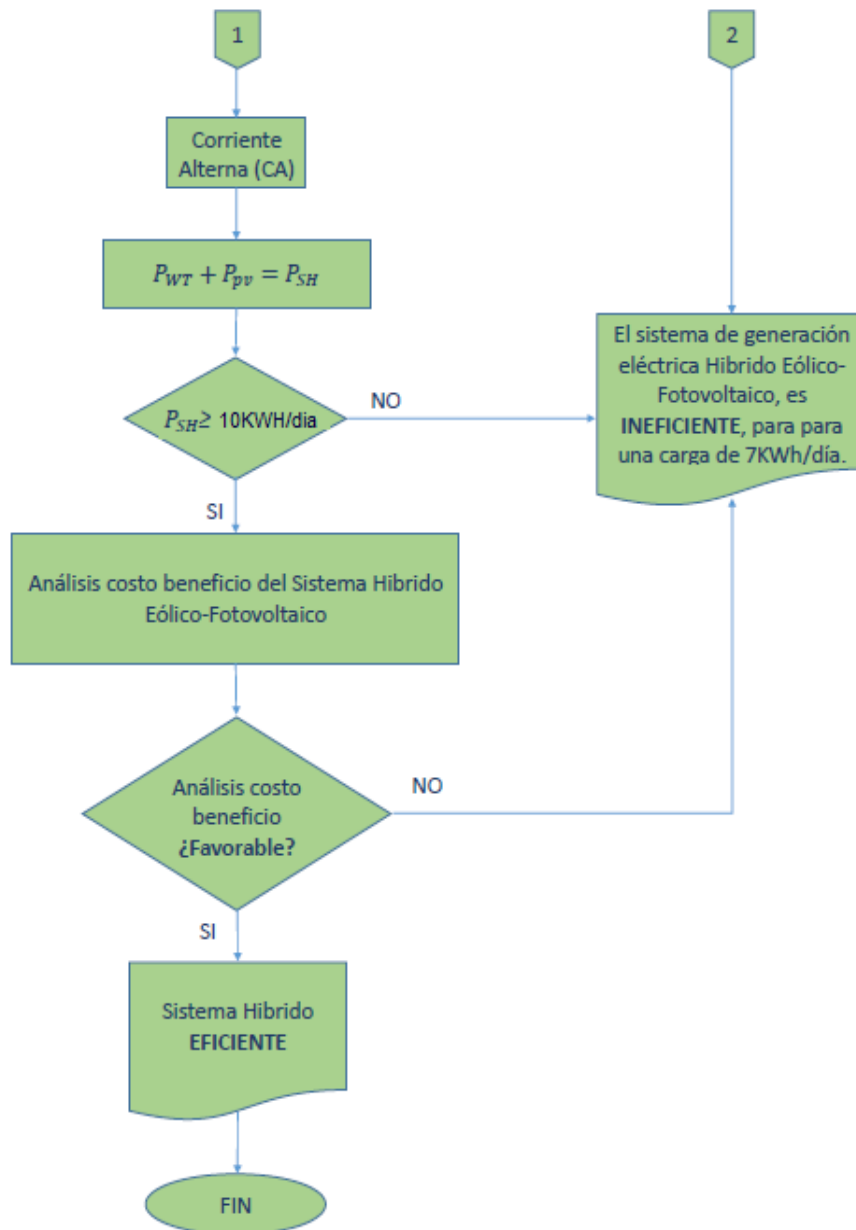 1
2
Corriente
Alterna (CA)
P_WT + P_pv = P_SH
El sistema de generación
eléctrica Hibrido Eólico-
Fotovoltaico, es
INEFICIENTE, para para
una carga de 7KWh/día.
P_SH ≥ 10KWH/dia
NO
SI
Análisis costo beneficio del Sistema Hibrido
Eólico-Fotovoltaico
Análisis costo
beneficio
¿Favorable?
NO
SI
Sistema Hibrido
EFICIENTE
FIN